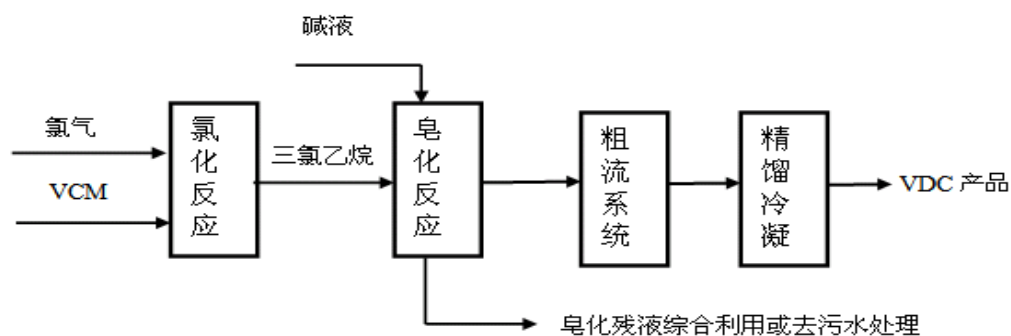 碱液
氯气
VCM
氯化反应
三氯乙烷
皂化反应
粗流系统
精馏冷凝
VDC 产品
皂化残液综合利用或去污水处理